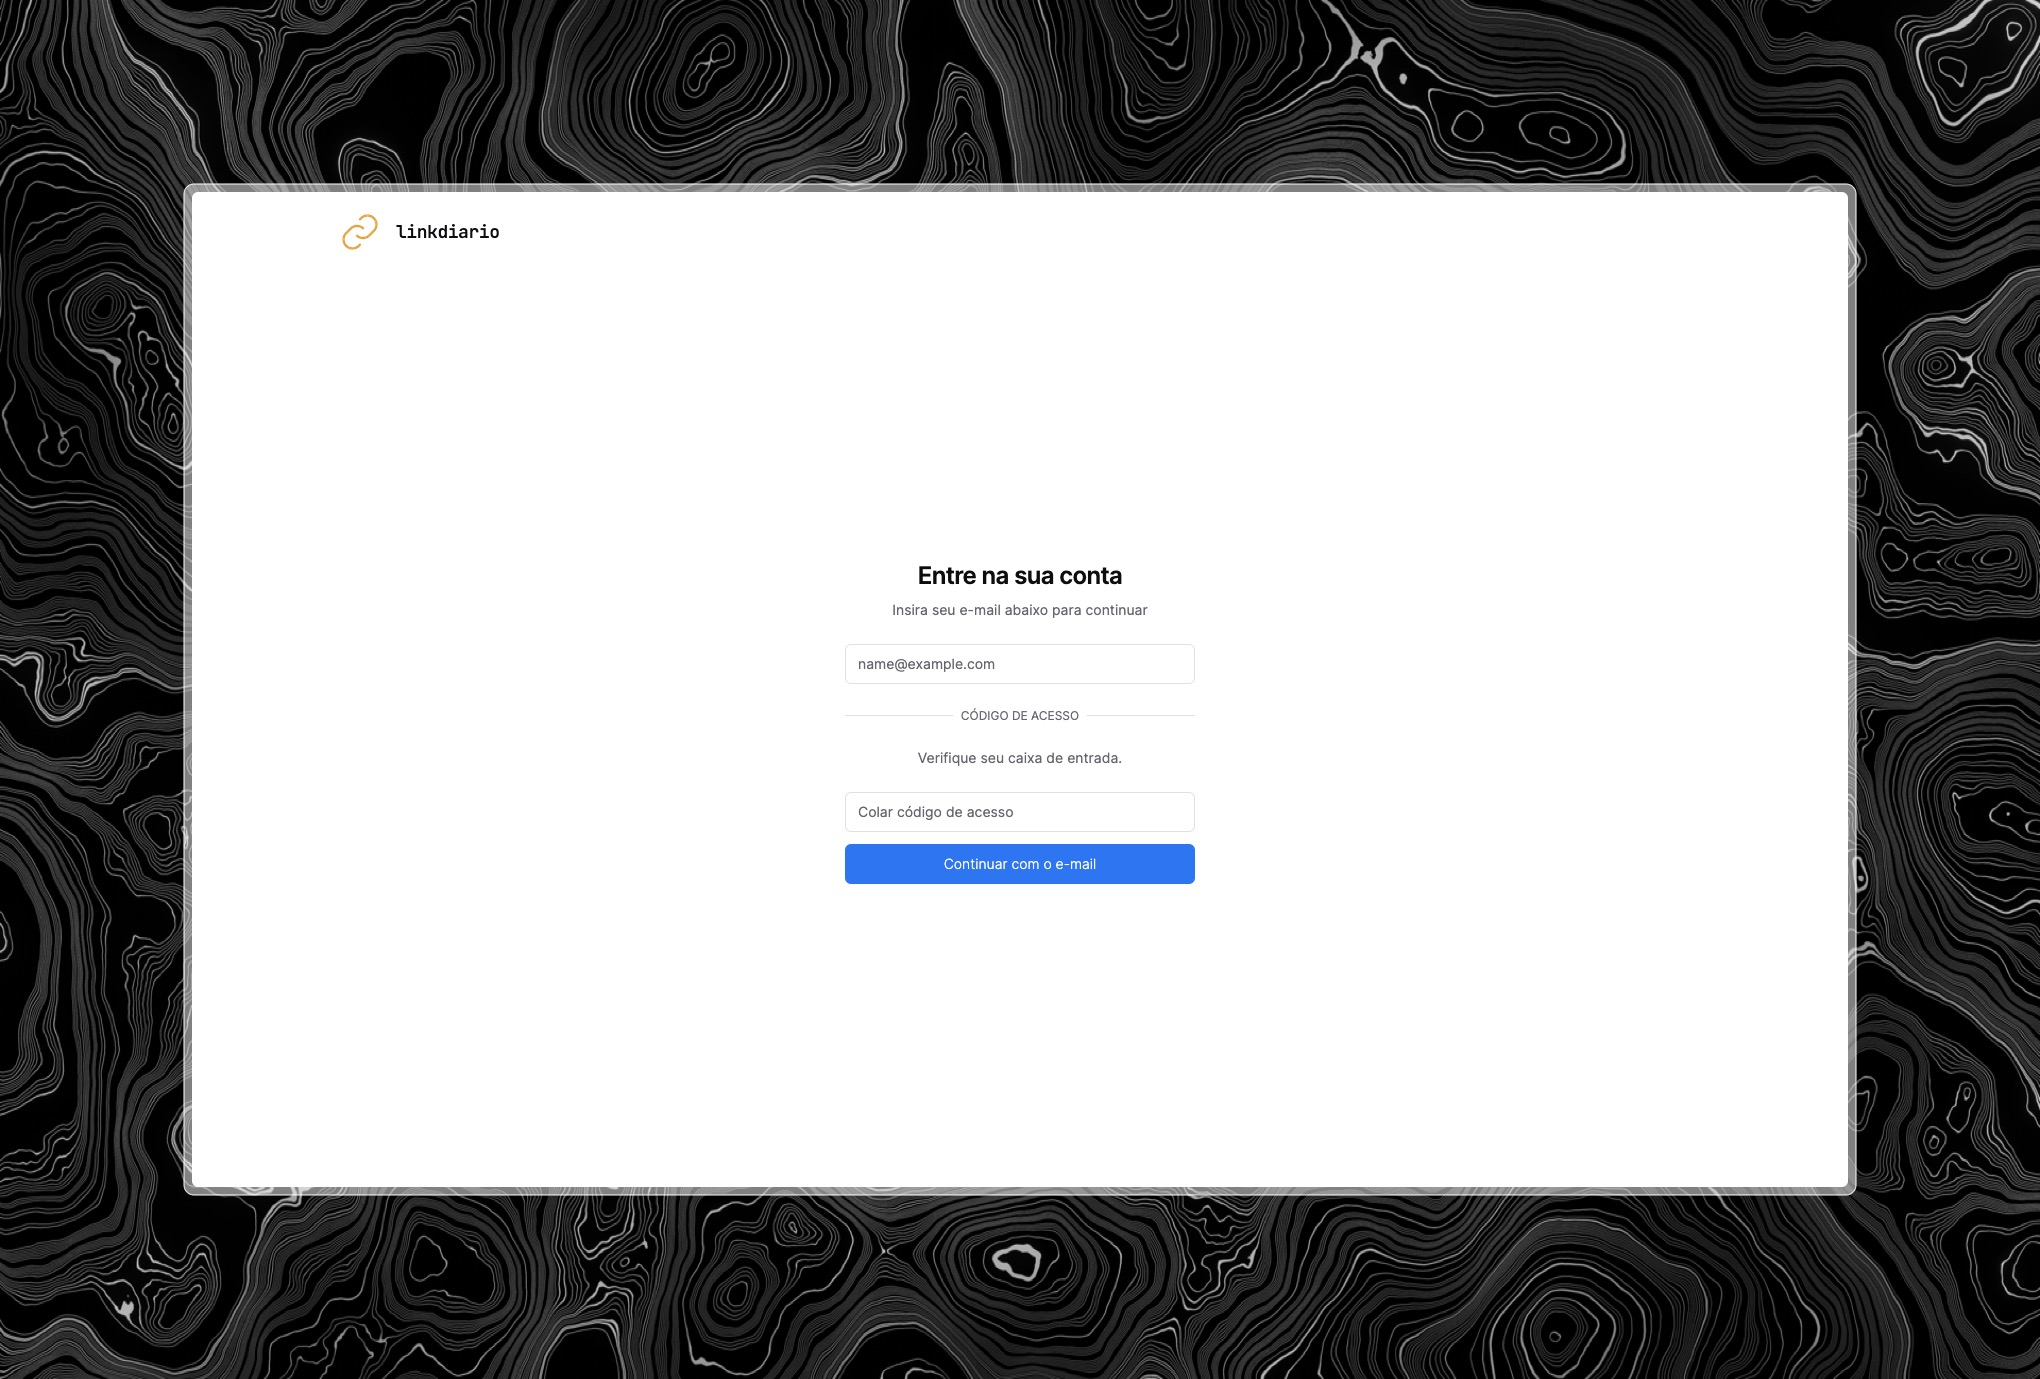 linkdiario
Entre na sua conta
Insira seu e-mail abaixo para continuar
name@example.com
CÓDIGO DE ACESSO
Verifique seu caixa de entrada.
Colar código de acesso
Continuar com o e-mail